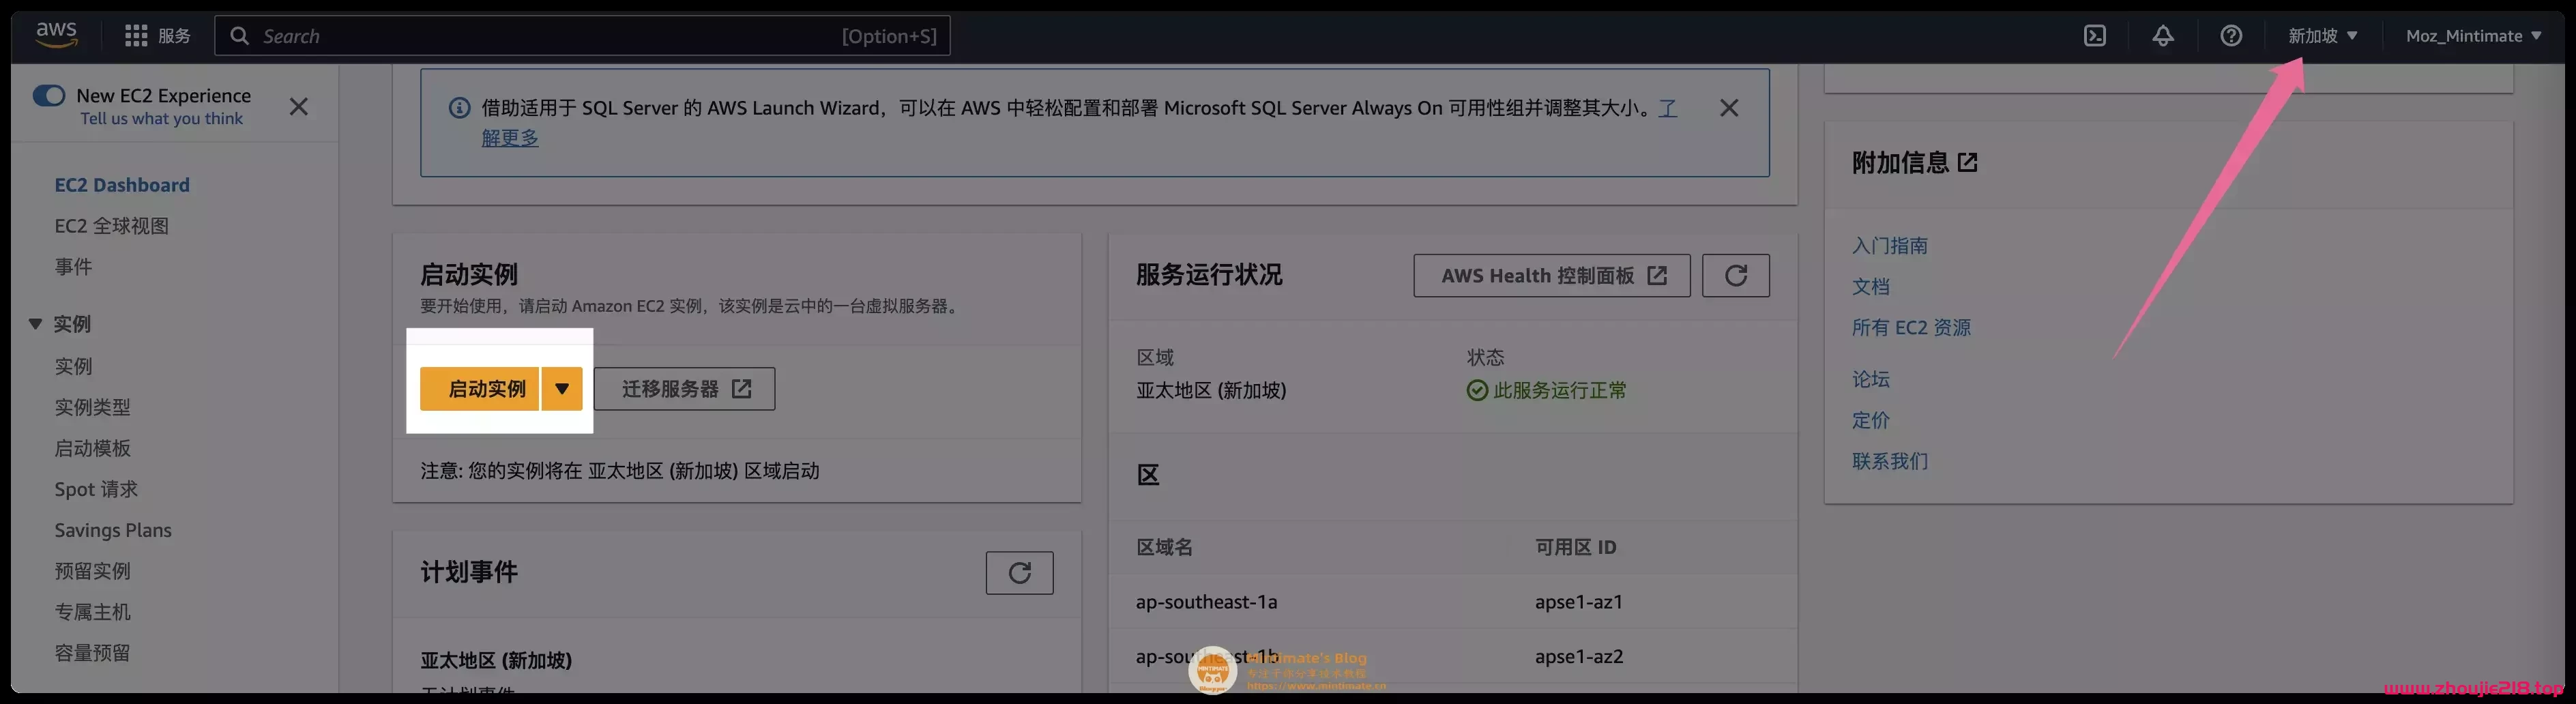 aws
服务
Search
[Option+S]
新加坡
Moz_Mintimate
New EC2 Experience
Tell us what you think
EC2 Dashboard
EC2 全球视图
事件
实例
实例
实例类型
启动模板
Spot 请求
Savings Plans
预留实例
专属主机
容量预留
借助适用于 SQL Server 的 AWS Launch Wizard，可以在 AWS 中轻松配置和部署 Microsoft SQL Server Always On 可用性组并调整其大小。了
解更多
启动实例
要开始使用，请启动 Amazon EC2 实例，该实例是云中的一台虚拟服务器。
启动实例
迁移服务器
注意: 您的实例将在 亚太地区 (新加坡) 区域启动
计划事件
亚太地区 (新加坡)
无计划事件
服务运行状况
AWS Health 控制面板
区域
状态
亚太地区 (新加坡)
此服务运行正常
区
区域名
可用区 ID
ap-southeast-1a
apse1-az1
ap-southeast-1b
apse1-az2
附加信息
入门指南
文档
所有 EC2 资源
论坛
定价
联系我们
Mintimate's Blog
https://www.mintimate.cn
www.zhoujie218.top